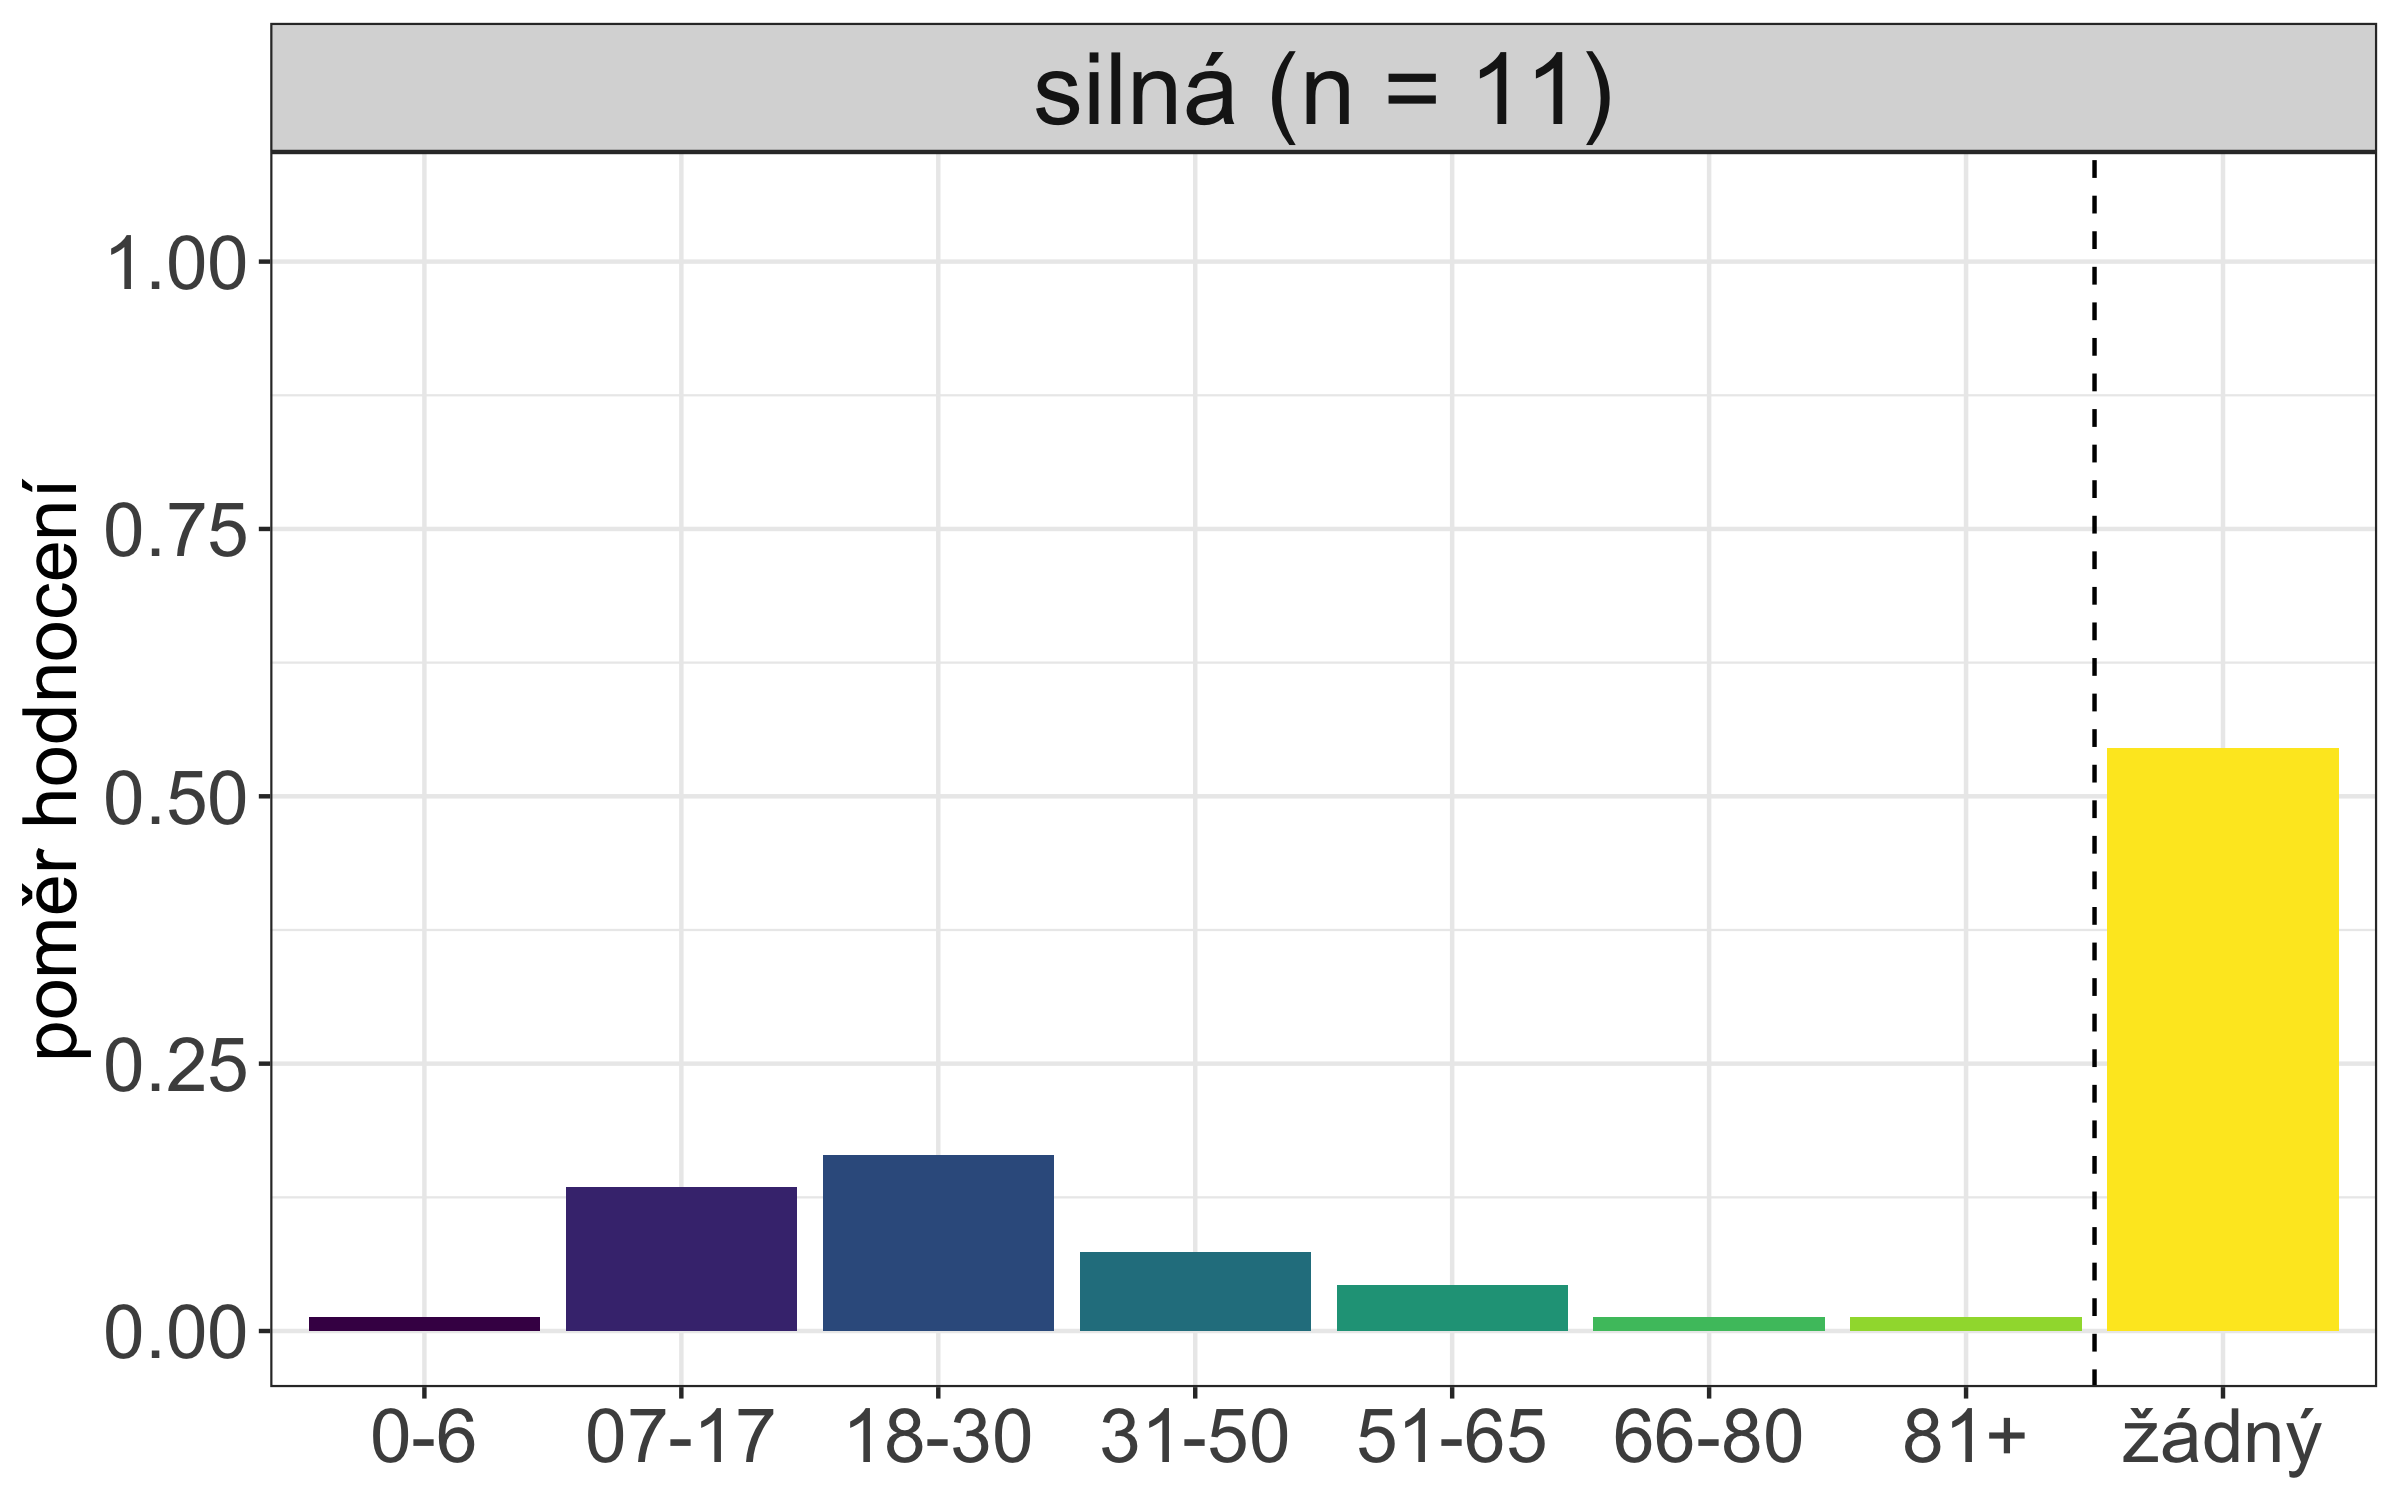 silná (n = 11)
poměr hodnocení
1.00
0.75
0.50
0.25
0.00
0-6 07-17 18-30 31-50 51-65 66-80 81+ žádný